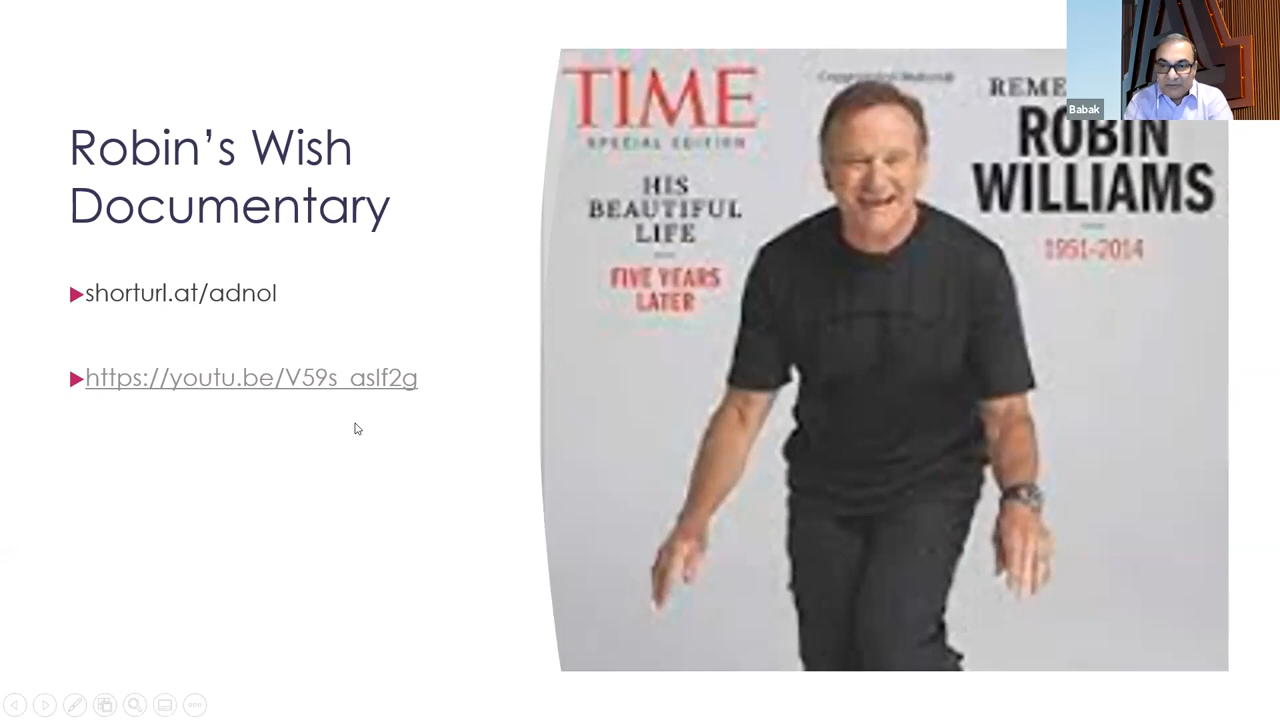 Robin's Wish
Documentary
shorturl.at/adnol
https://youtu.be/V59s_aslf2g
TIME
SPECIAL EDITION
HIS
BEAUTIFUL
LIFE
FIVE YEARS
LATER
REME
ROBIN
WILLIAMS
1951–2014
Babak